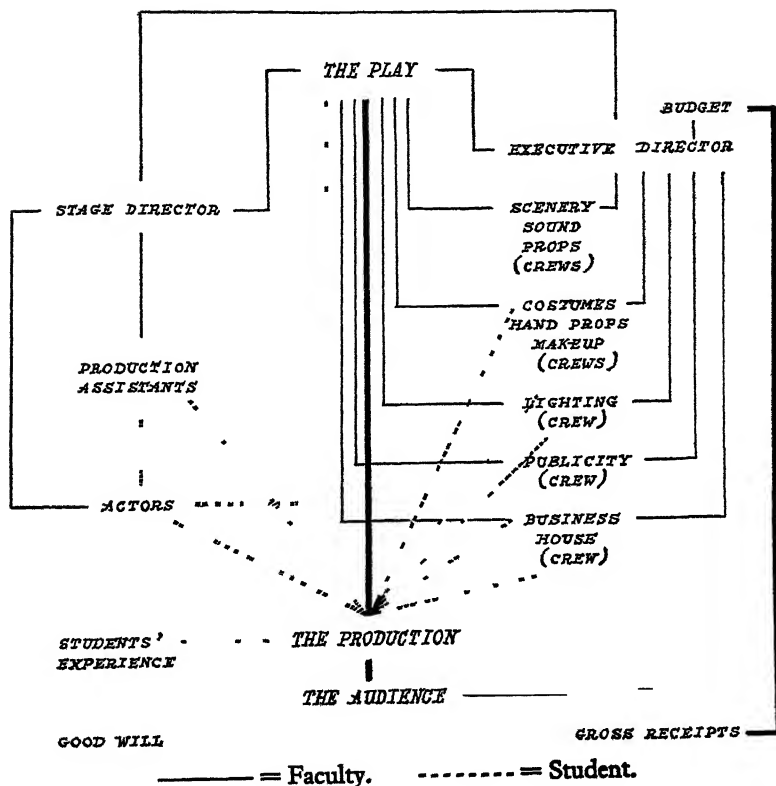 THE PLAY
BUDGET
EXECUTIVE DIRECTOR
STAGE DIRECTOR
SCENERY
SOUND
PROPS
(CREWS)
COSTUMES
HAND PROPS
MAKEUP
(CREWS)
PRODUCTION
ASSISTANTS
LIGHTING
(CREW)
PUBLICITY
(CREW)
ACTORS
BUSINESS
HOUSE
(CREW)
THE PRODUCTION
STUDENTS'
EXPERIENCE
THE AUDIENCE
GOOD WILL
GROSS RECEIPTS
= Faculty.
= Student.